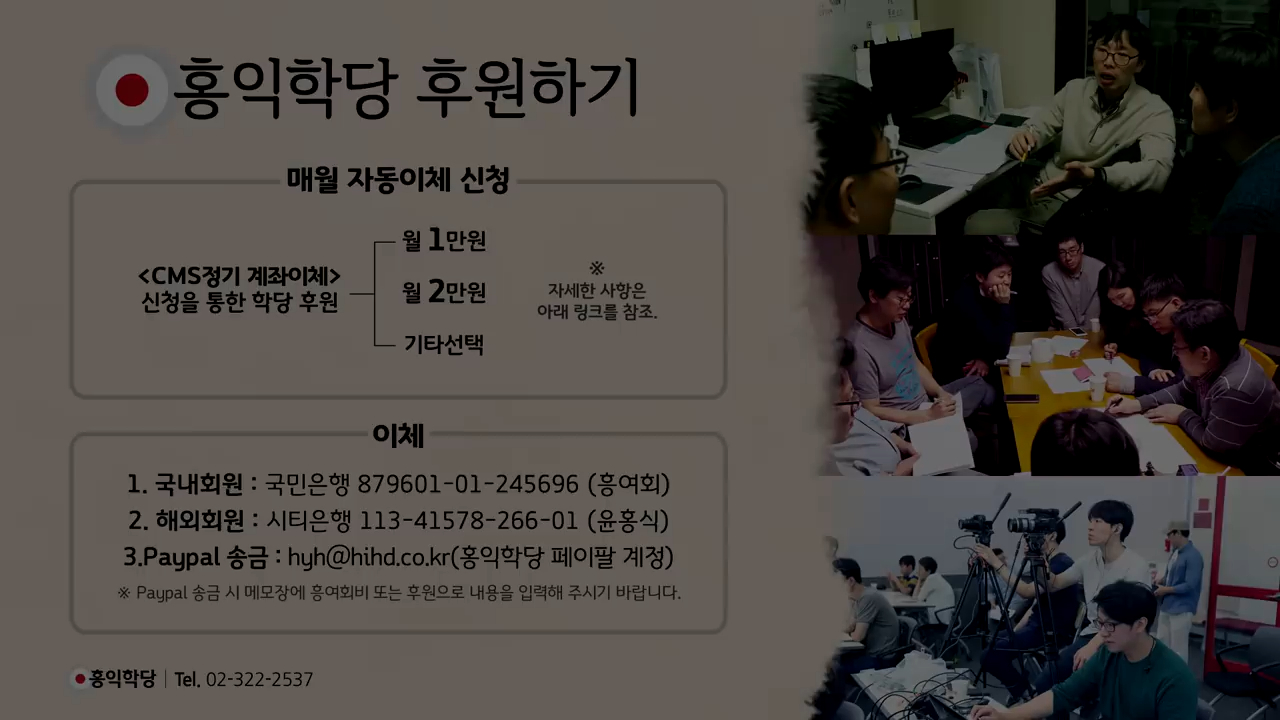 홍익학당 후원하기
매월 자동이체 신청
<CMS정기 계좌이체>
신청을 통한 학당 후원
월 1만원
월 2만원
기타선택
※
자세한 사항은
아래 링크를 참조.
이체
1. 국내회원 : 국민은행 879601-01-245696 (흥여회)
2. 해외회원 : 시티은행 113-41578-266-01 (윤홍식)
3.Paypal 송금 : hyh@hihd.co.kr(홍익학당 페이팔 계정)
※ Paypal 송금 시 메모장에 흥여회비 또는 후원으로 내용을 입력해 주시기 바랍니다.
홍익학당 | Tel. 02-322-2537